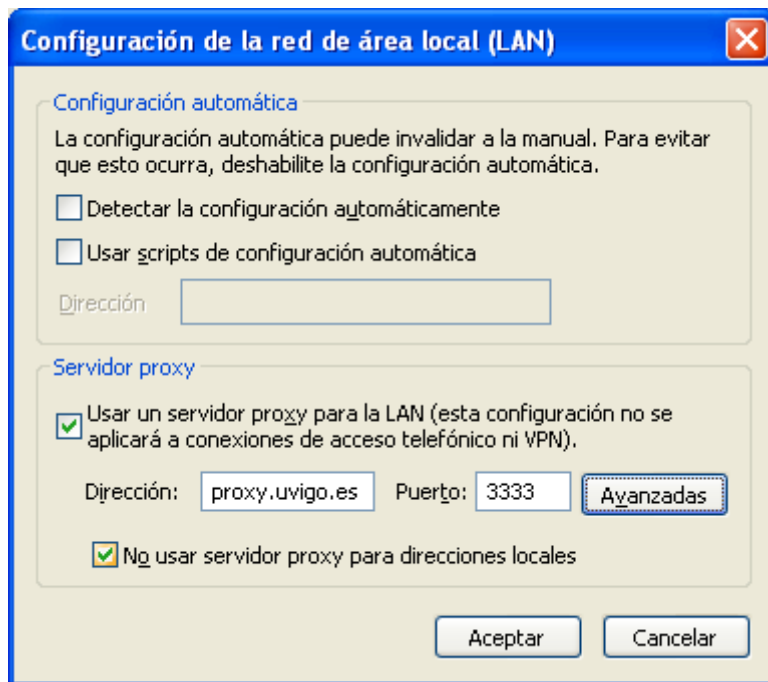 Configuración de la red de área local (LAN)
Configuración automática
La configuración automática puede invalidar a la manual. Para evitar
que esto ocurra, deshabilite la configuración automática.
Detectar la configuración automáticamente
Usar scripts de configuración automática
Dirección
Servidor proxy
Usar un servidor proxy para la LAN (esta configuración no se
aplicará a conexiones de acceso telefónico ni VPN).
Dirección: proxy.uvigo.es Puerto: 3333 Avanzadas
No usar servidor proxy para direcciones locales
Aceptar Cancelar